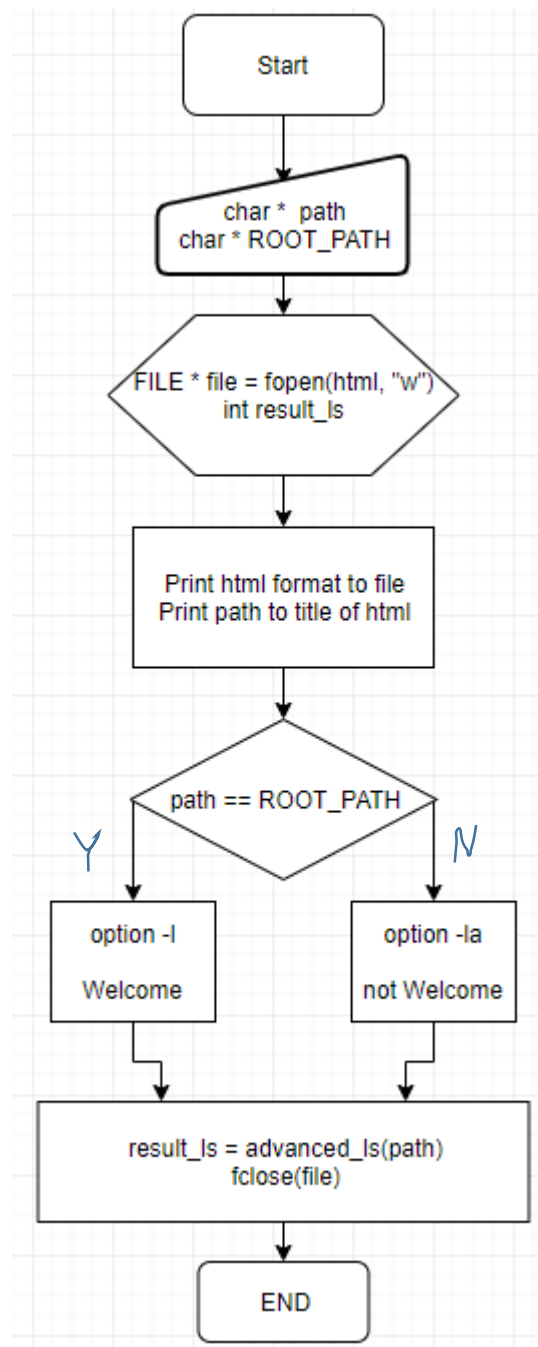 Start
char * path
char * ROOT_PATH
FILE * file = fopen(html, "w")
int result_ls
Print html format to file
Print path to title of html
path == ROOT_PATH
Y
N
option -l
Welcome
option -la
not Welcome
result_ls = advanced_ls(path)
fclose(file)
END